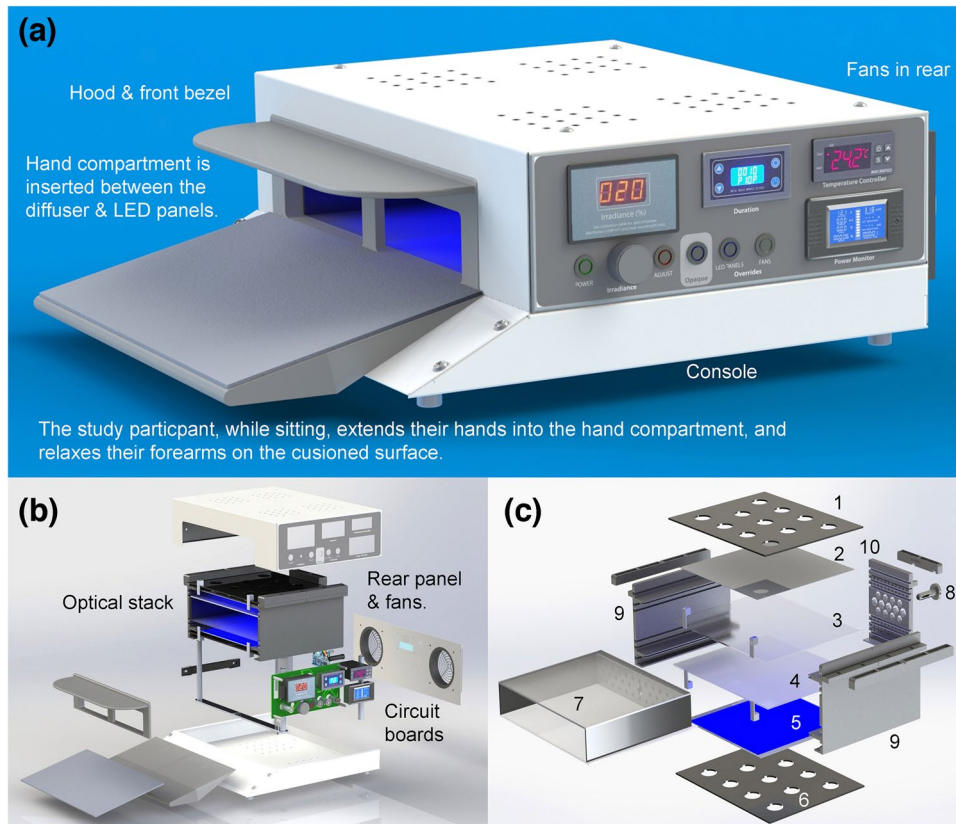 (a)
Fans in rear
Hood & front bezel
Hand compartment is
inserted between the
diffuser & LED panels.
020
Irradiance (%)
Duration
24.2°C
Temperature Controller
Power Monitor
POWER
Irradiance
ADJUST
Opaque
LED PANELS
FANS
Overrides
Console
The study particpant, while sitting, extends their hands into the hand compartment, and
relaxes their forearms on the cusioned surface.
(b)
Optical stack
Rear panel
& fans.
Circuit
boards
(c)
1
2
10
8
9
3
4
7
5
9
6